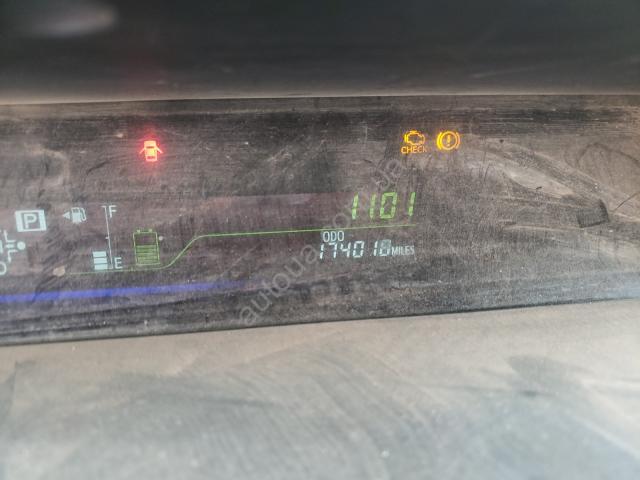 CHECK
P
F
1101
ODO
174018 MILES
E